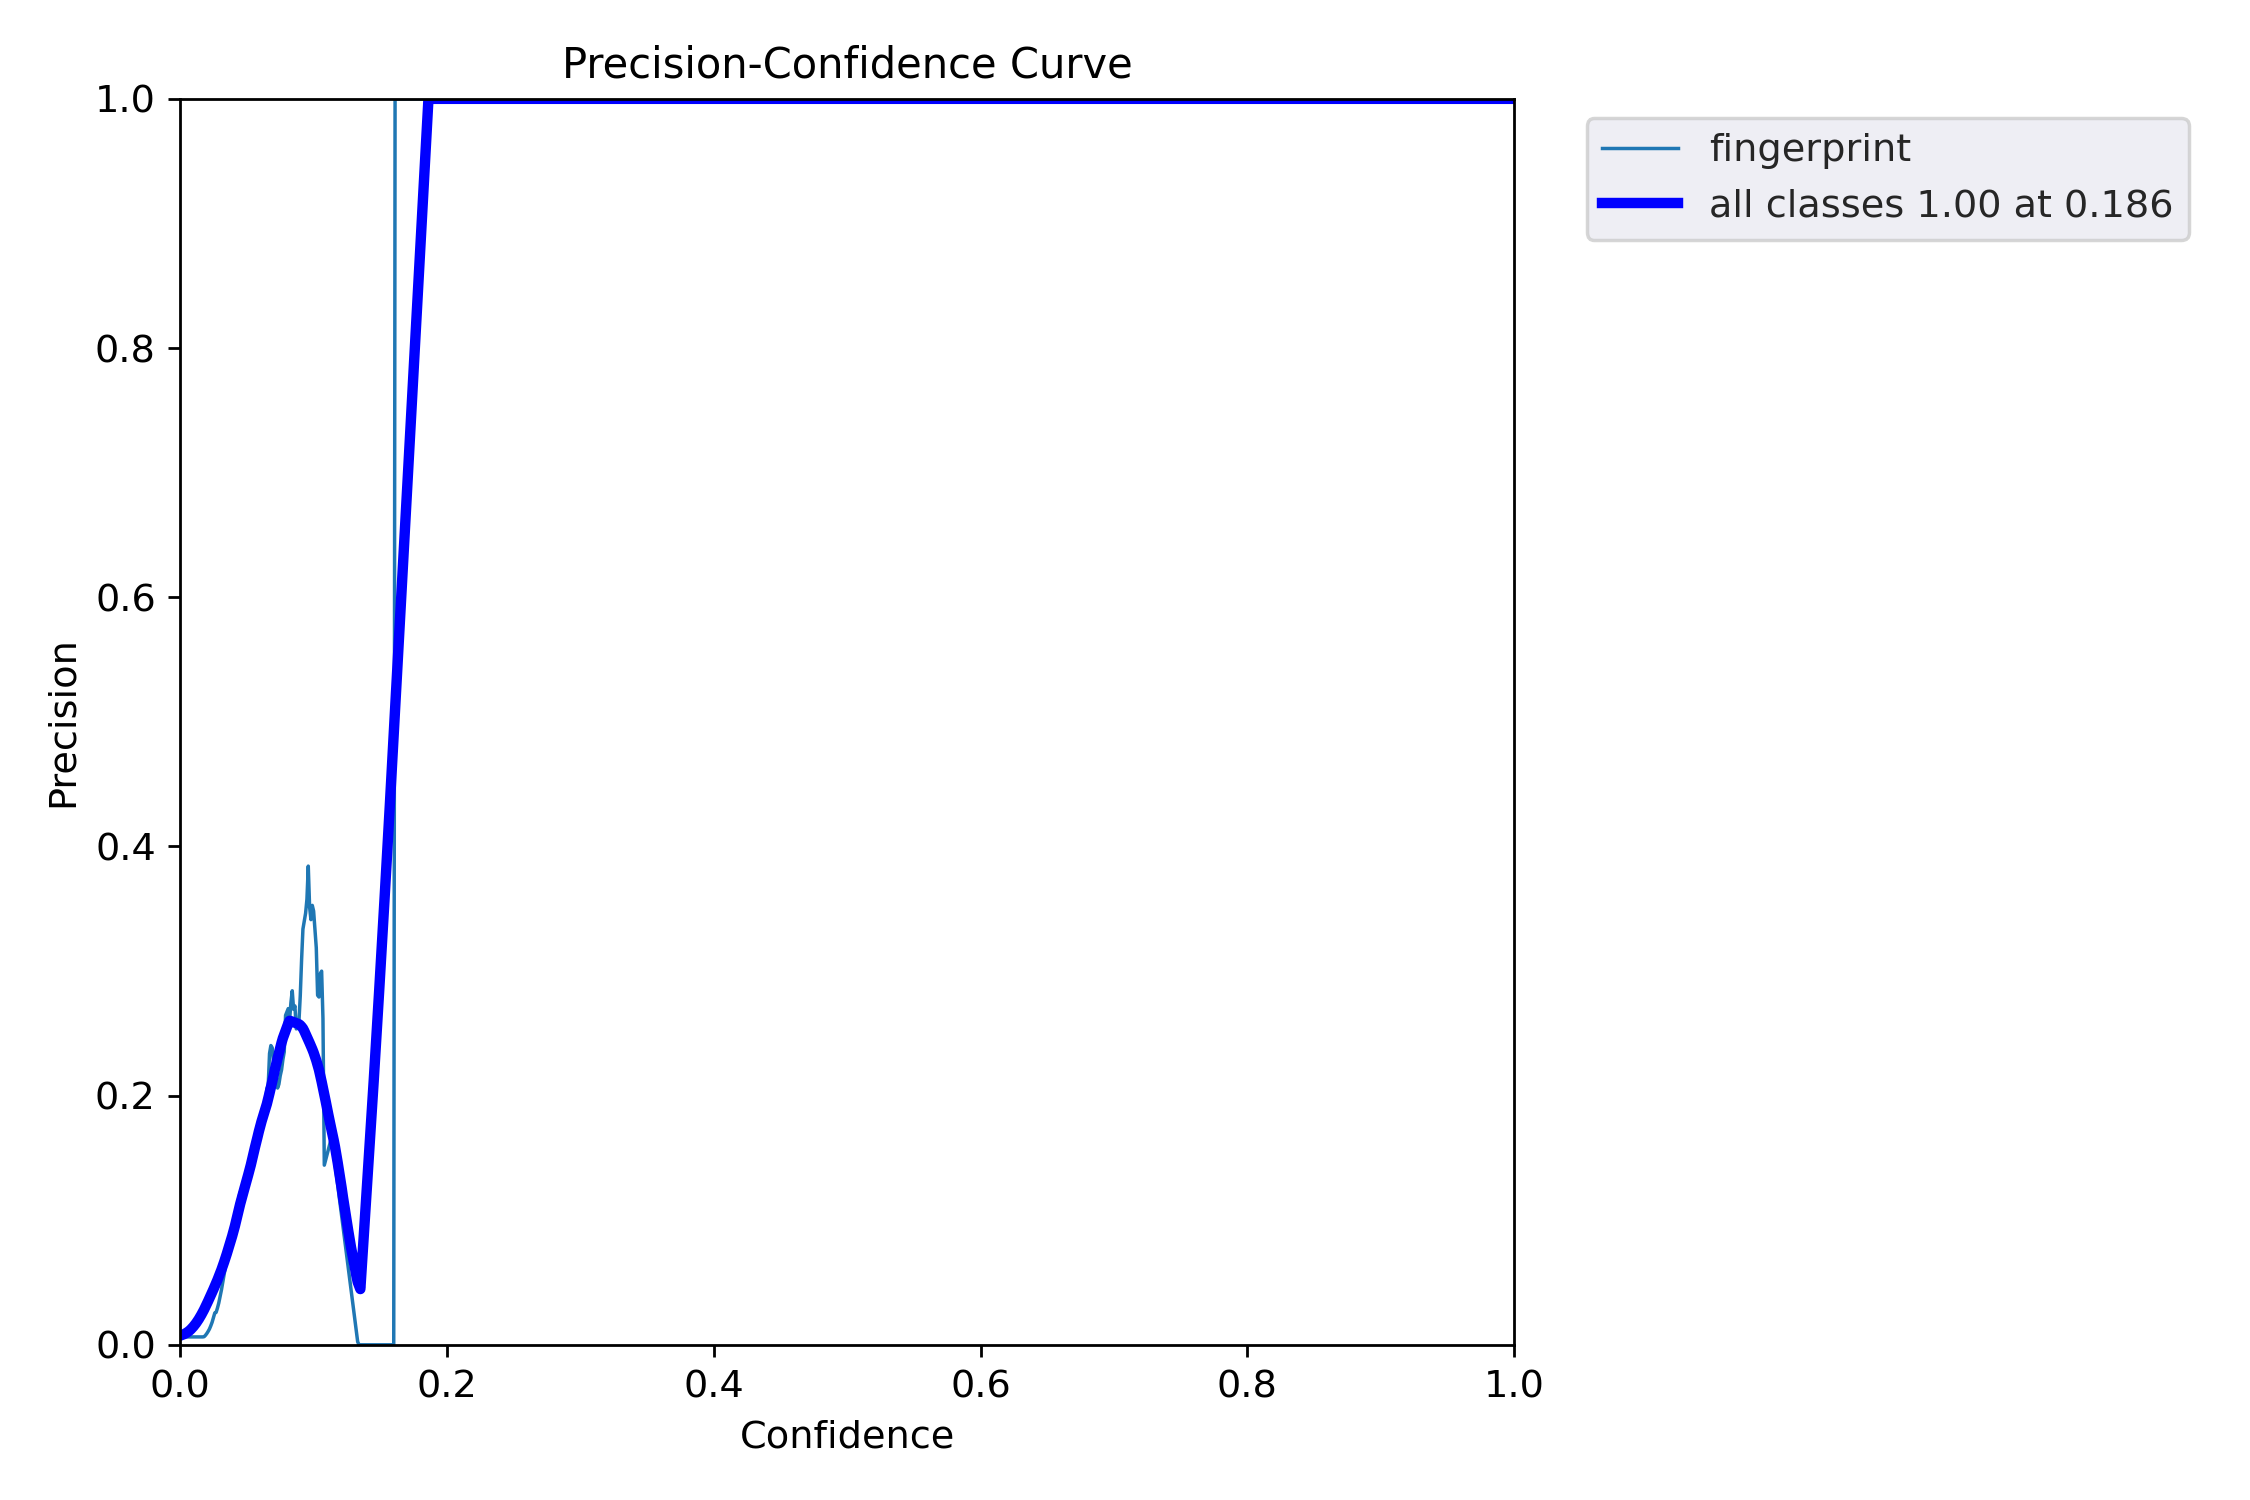 Precision-Confidence Curve
1.0
0.8
0.6
0.4
0.2
0.0
Precision
0.0 0.2 0.4 0.6 0.8 1.0
Confidence
fingerprint
all classes 1.00 at 0.186